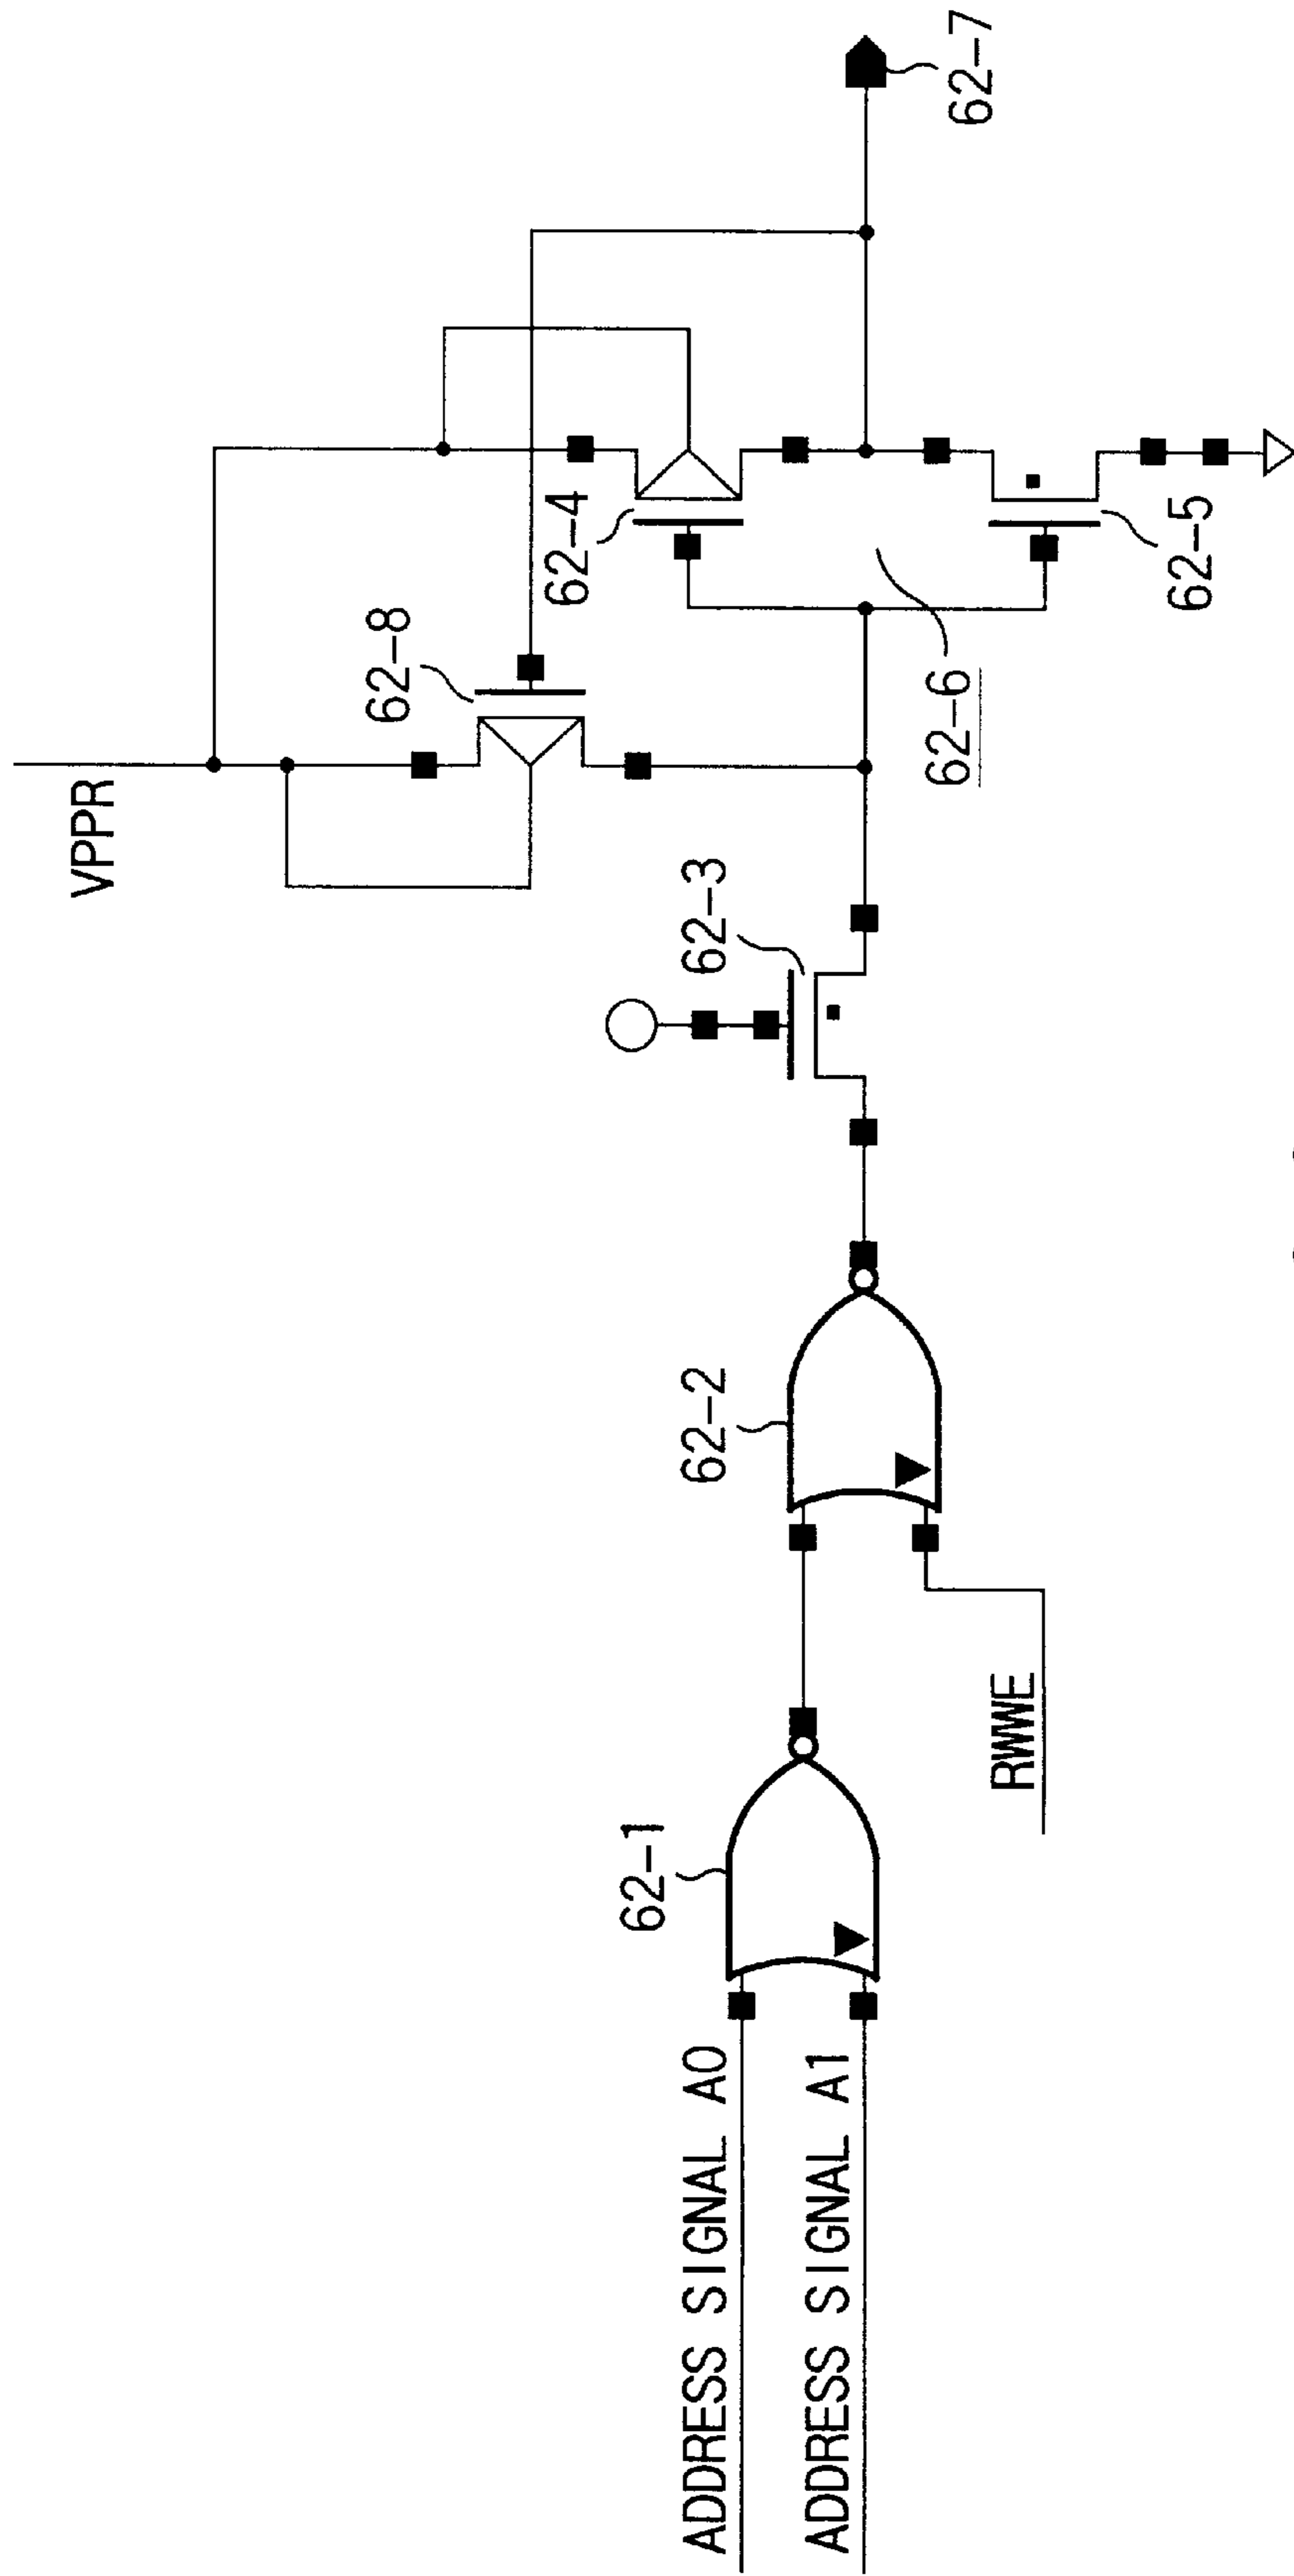 VPPR
62-8
62-4
62-7
62-3
62-6
62-5
62-2
62-1
RWWE
ADDRESS SIGNAL A0
ADDRESS SIGNAL A1